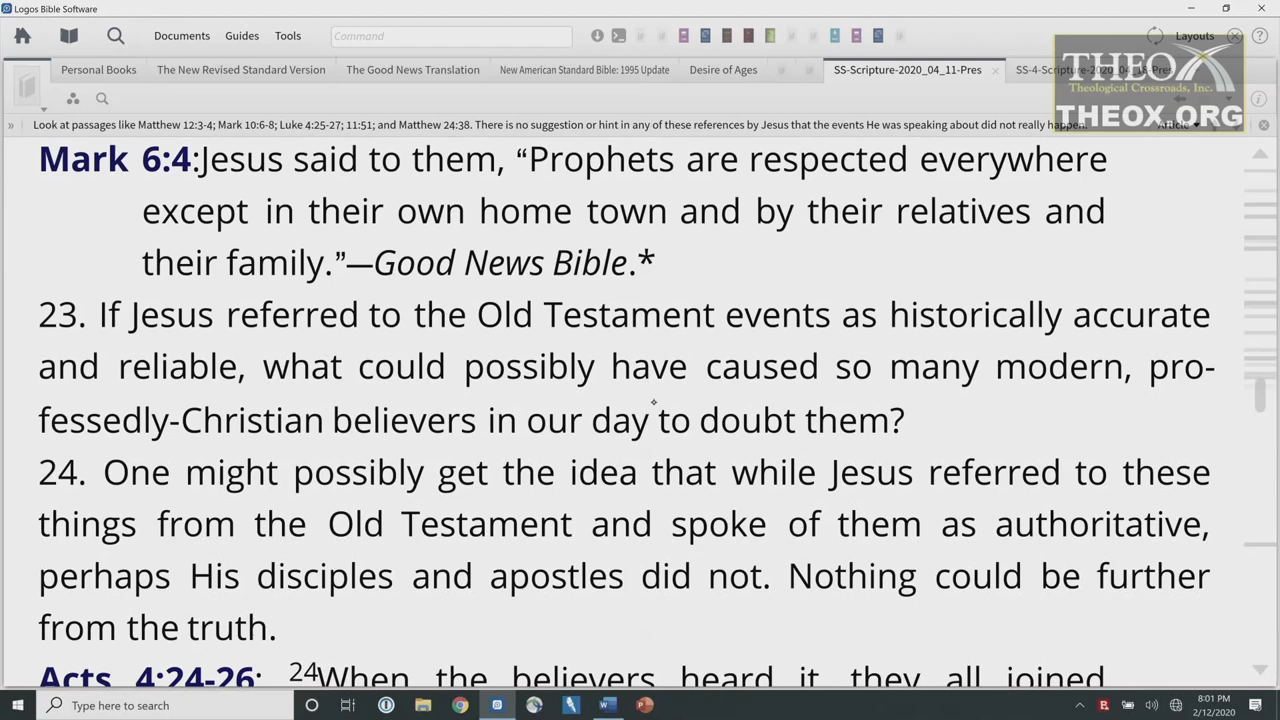 Logos Bible Software
Documents Guides Tools Command Layouts
Personal Books The New Revised Standard Version New American Standard Bible: 1995 Update Desire of Ages SS-Scripture-2020_04_11-Pres
THEOX
Theological Crossroads, Inc.
THEOX.ORG
Look at passages like Matthew 12:3-4; Mark 10:6-8; Luke 4:25-27; 11:51; and Matthew 24:38. There is no suggestion or hint in any of these references by Jesus that the events He was speaking about did not really happen.
Mark 6:4:Jesus said to them, “Prophets are respected everywhere
except in their own home town and by their relatives and
their family.”—Good News Bible.*
23. If Jesus referred to the Old Testament events as historically accurate
and reliable, what could possibly have caused so many modern, pro-
fessedly-Christian believers in our day to doubt them?
24. One might possibly get the idea that while Jesus referred to these
things from the Old Testament and spoke of them as authoritative,
perhaps His disciples and apostles did not. Nothing could be further
from the truth.
Acts 4:24-26: 24When the believers heard it, they all joined
Type here to search
8:01 PM
2/12/2020